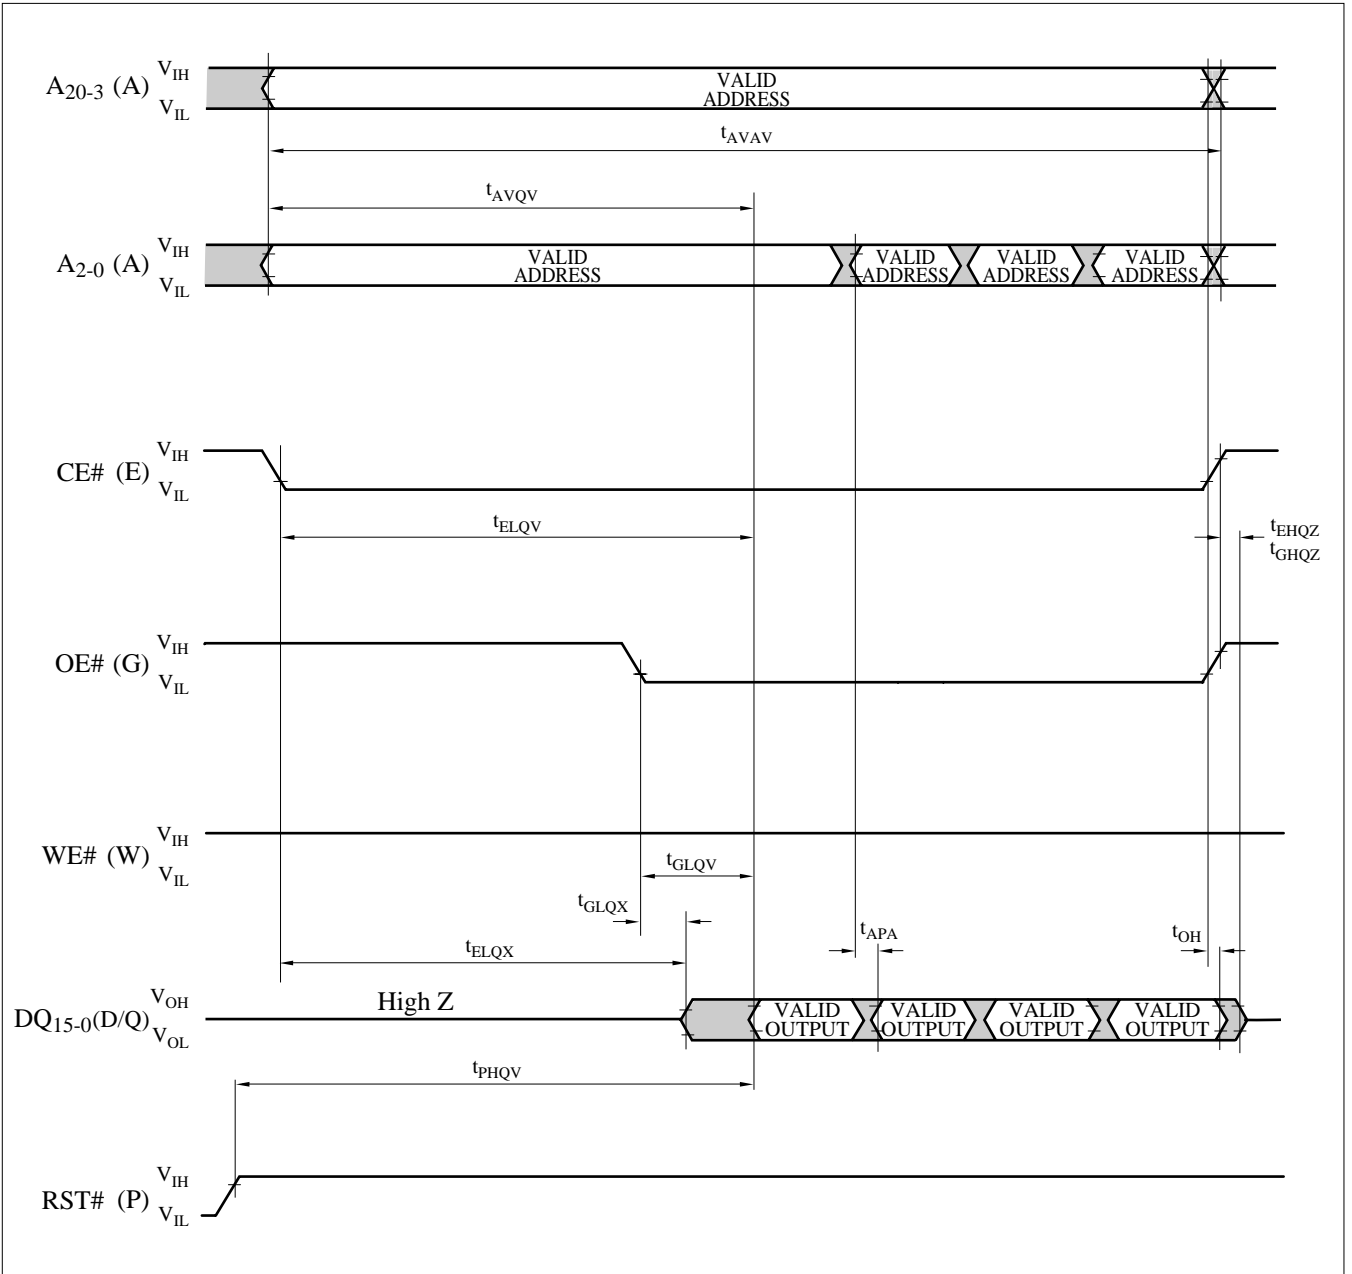 A20-3 (A) VIH VIL
VALID
ADDRESS
tAVAV
tAVQV
A2-0 (A) VIH VIL
VALID
ADDRESS
VALID
ADDRESS
VALID
ADDRESS
VALID
ADDRESS
CE# (E) VIH VIL
tELQV
tEHQZ
tGHQZ
OE# (G) VIH VIL
WE# (W) VIH VIL
tGLQV
tGLQX
tELQX
tAPA
tOH
DQ15-0(D/Q) VOH VOL
High Z
VALID
OUTPUT
VALID
OUTPUT
VALID
OUTPUT
VALID
OUTPUT
tPHQV
RST# (P) VIH VIL